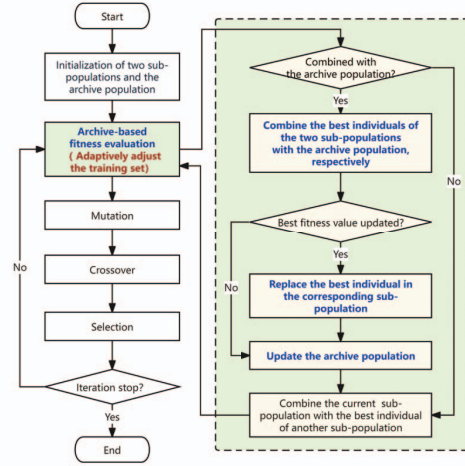 Start
Initialization of two sub-
populations and the
archive population
Archive-based
fitness evaluation
( Adaptively adjust
the training set)
Mutation
Crossover
Selection
Iteration stop?
No
Yes
End
Combined with
the archive population?
Yes
No
Combine the best individuals of
the two sub-populations
with the archive population,
respectively
Best fitness value updated?
Yes
No
Replace the best individual in
the corresponding sub-
population
Update the archive population
Combine the current sub-
population with the best individual
of another sub-population